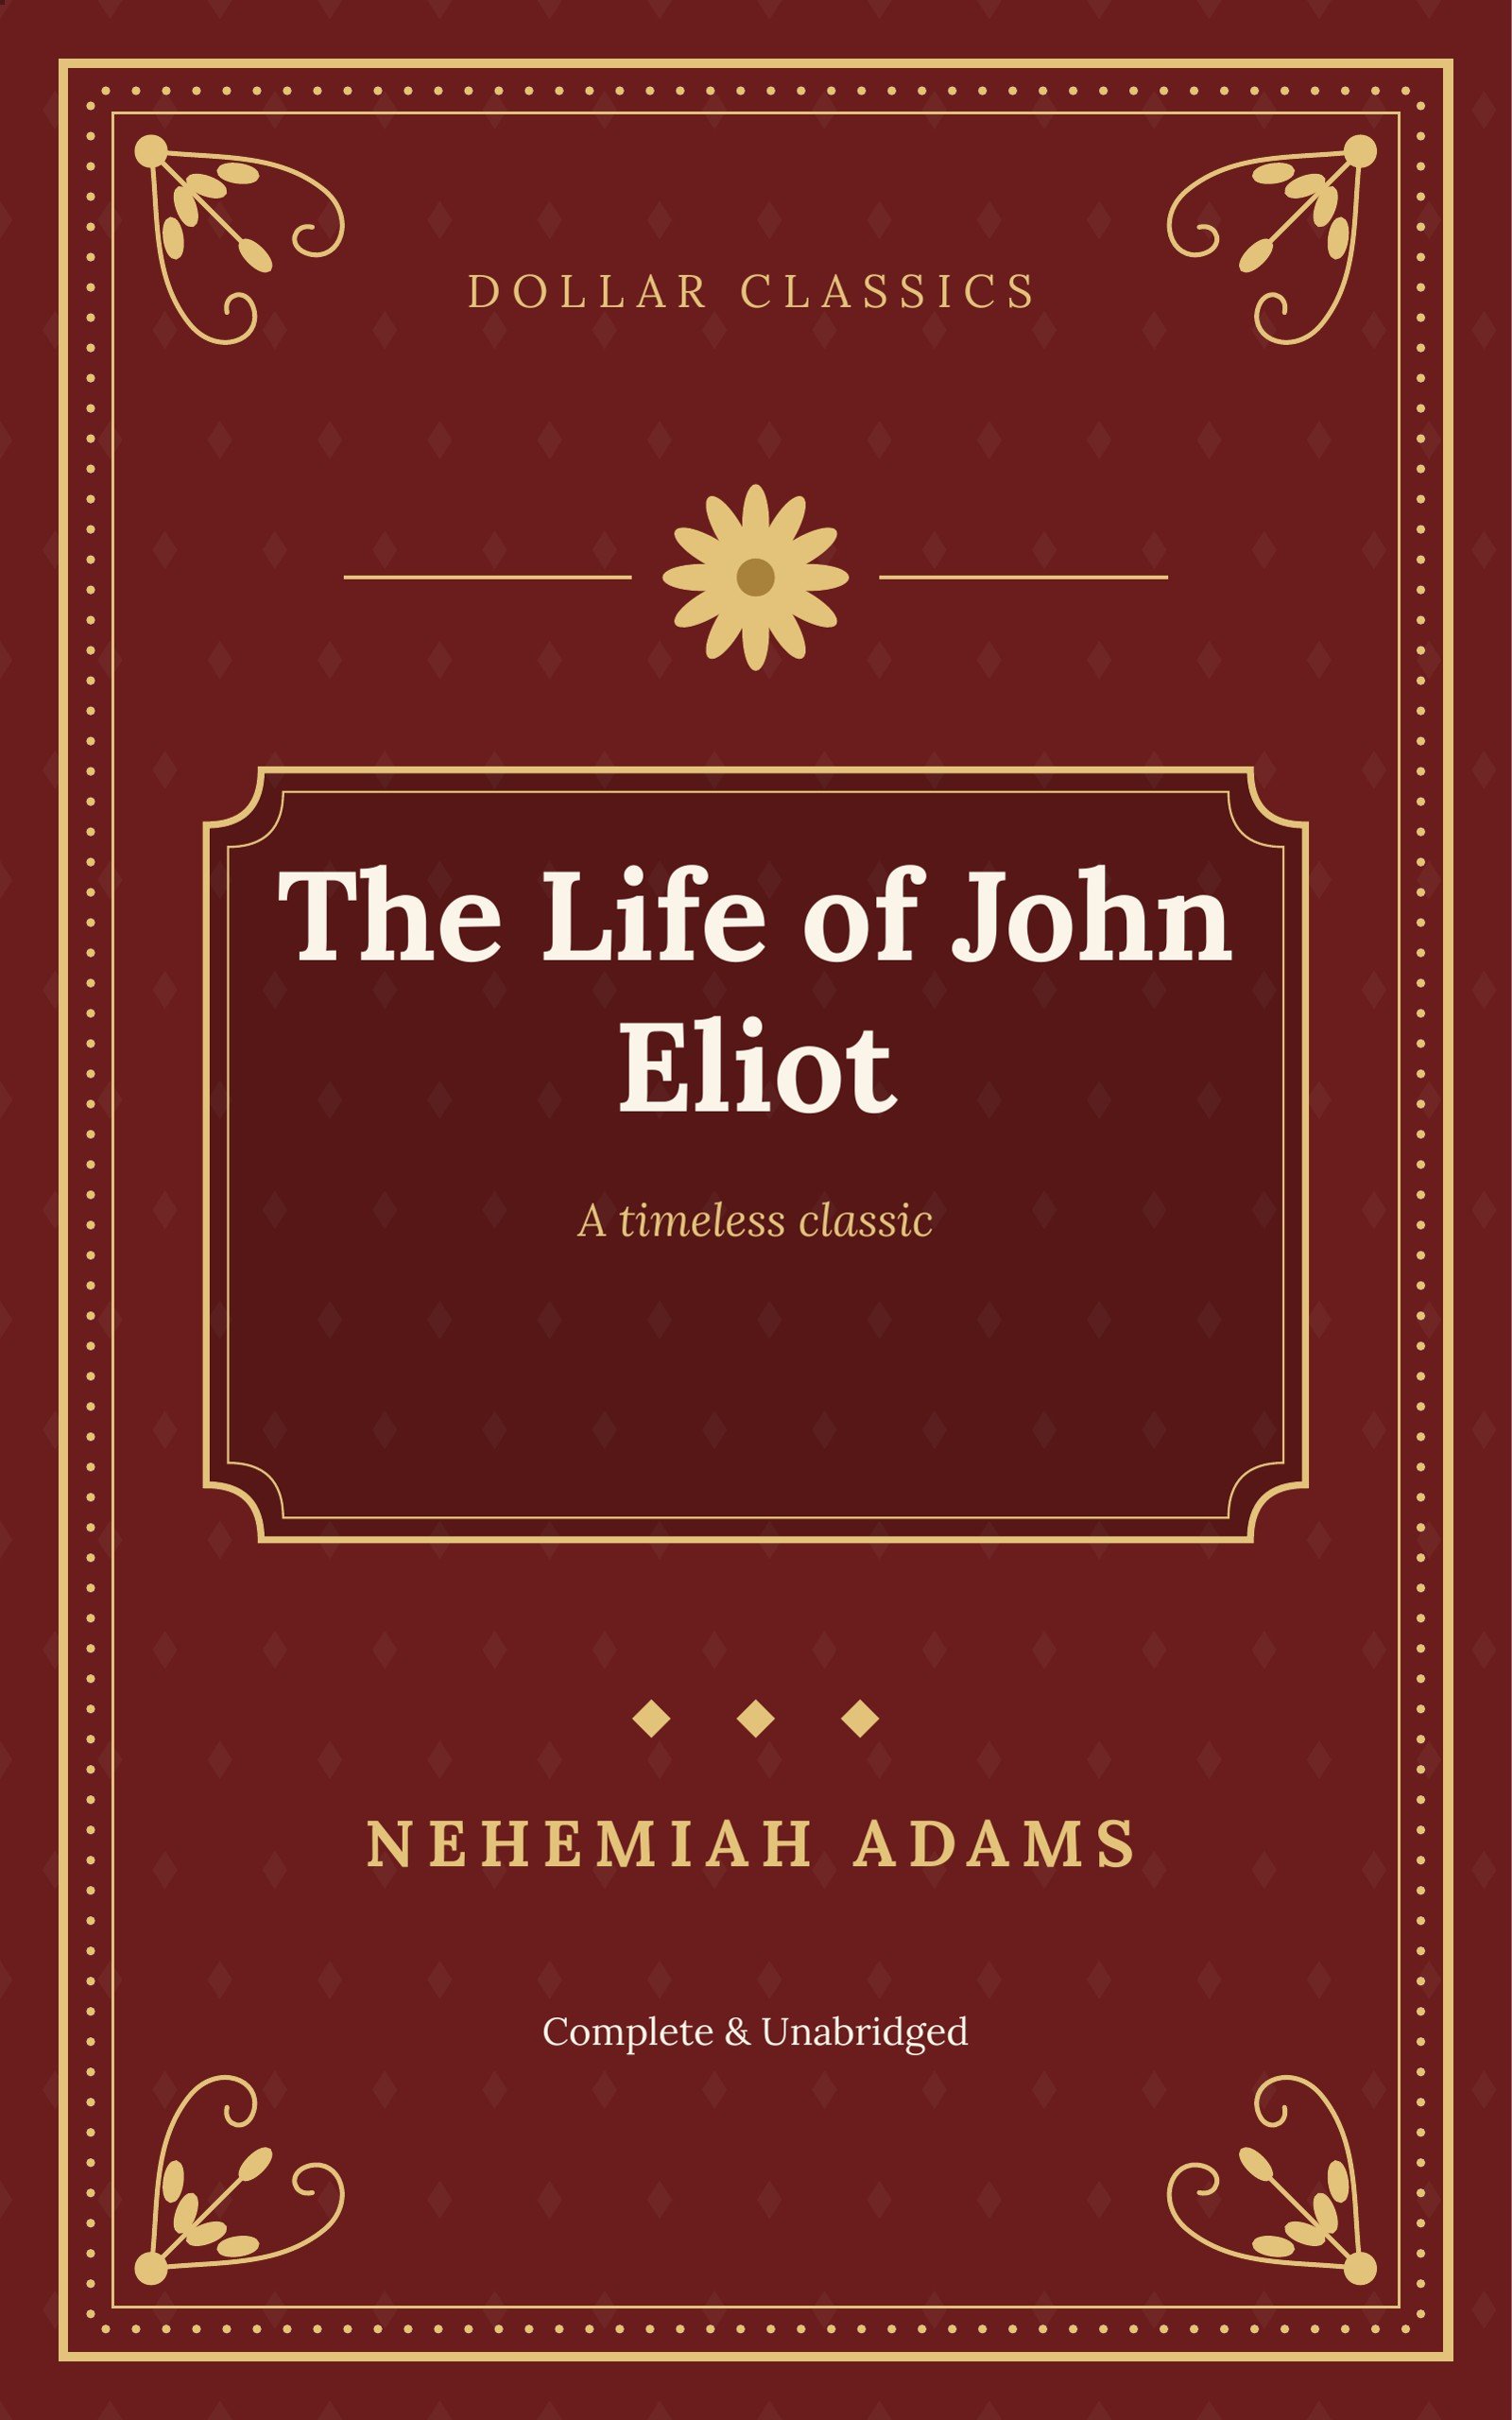 DOLLAR CLASSICS
The Life of John
Eliot
A timeless classic
NEHEMIAH ADAMS
Complete & Unabridged